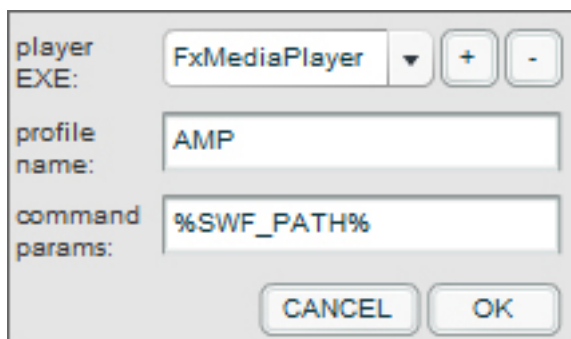 player EXE: FxMediaPlayer + -
profile name: AMP
command params: %SWF_PATH%
CANCEL OK